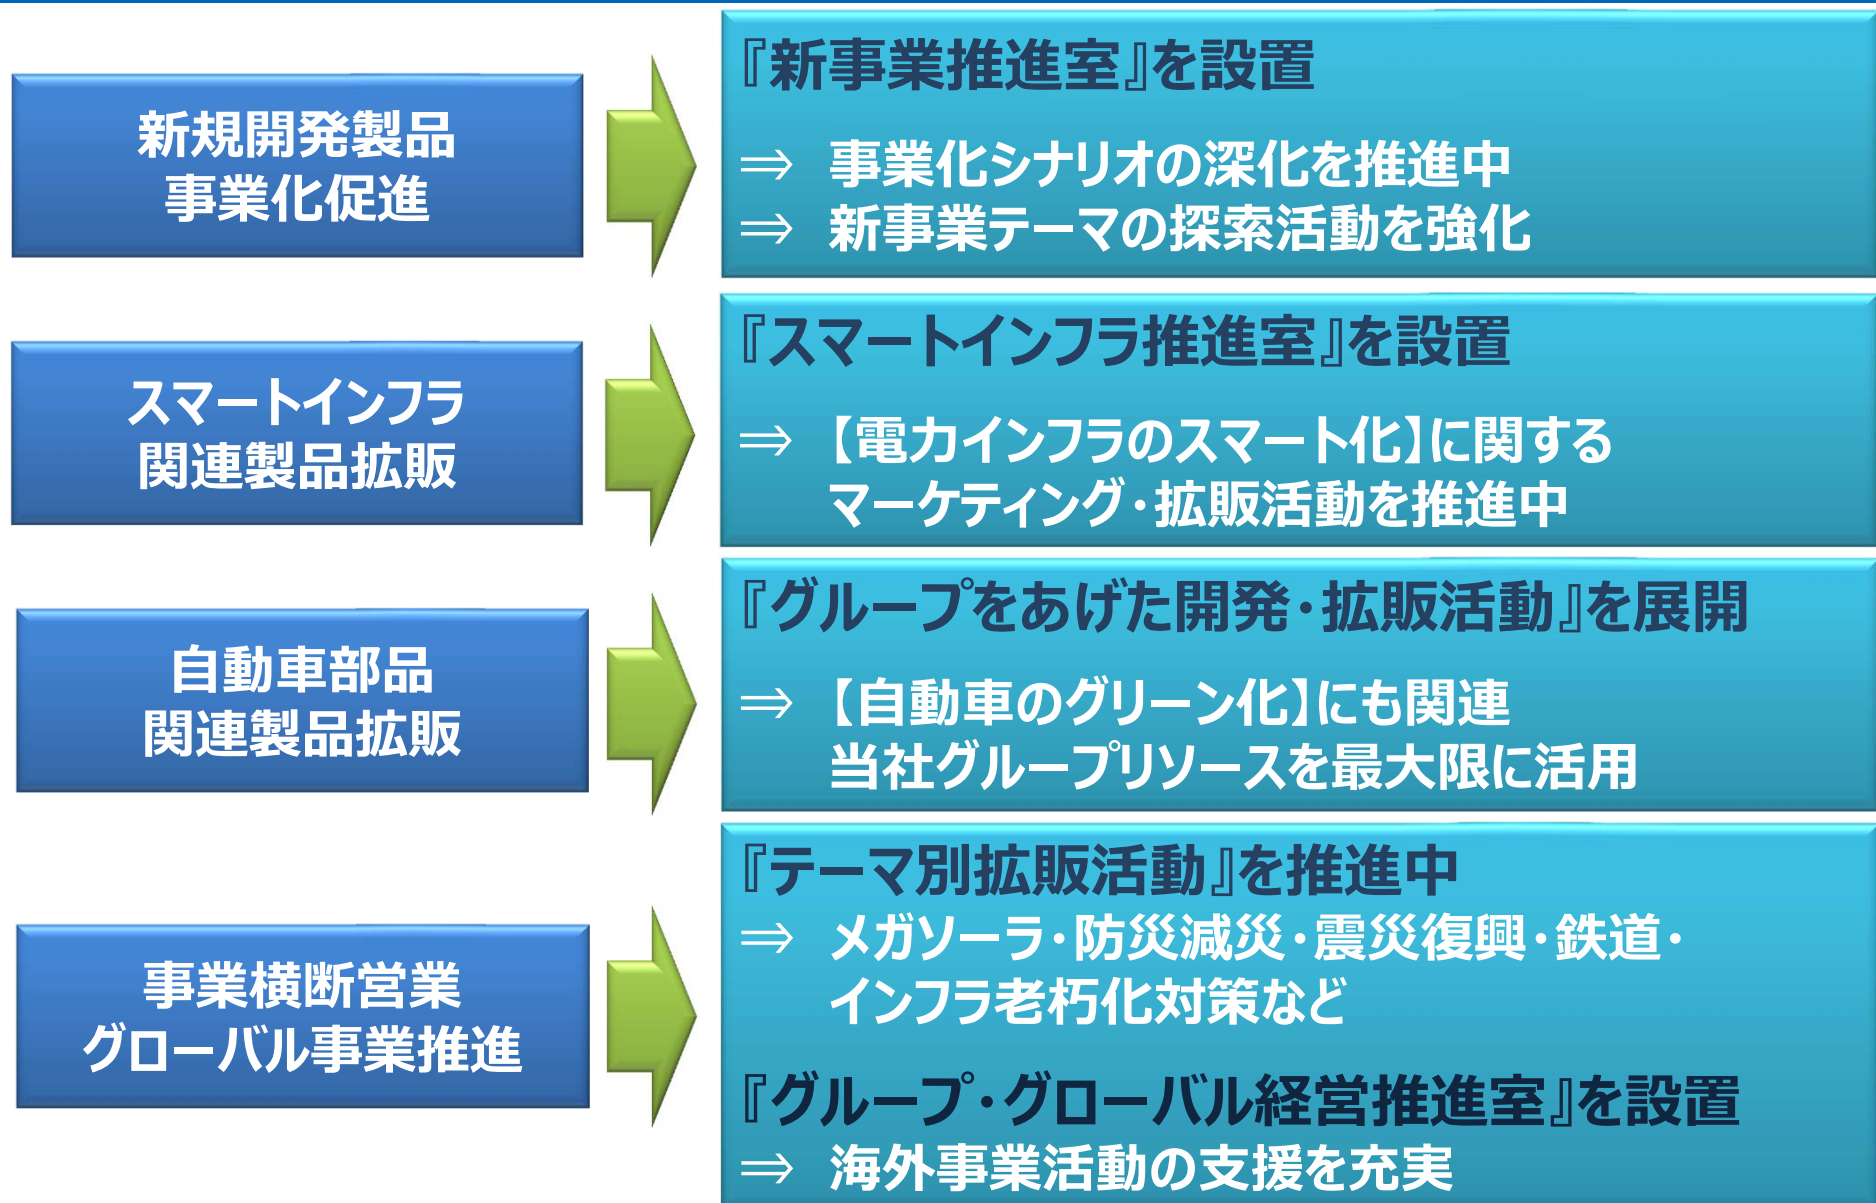 新規開発製品
事業化促進
『新事業推進室』を設置
⇒ 事業化シナリオの深化を推進中
⇒ 新事業テーマの探索活動を強化
スマートインフラ
関連製品拡販
『スマートインフラ推進室』を設置
⇒ 【電力インフラのスマート化】に関する
マーケティング・拡販活動を推進中
自動車部品
関連製品拡販
『グループをあげた開発・拡販活動』を展開
⇒ 【自動車のグリーン化】にも関連
当社グループリソースを最大限に活用
事業横断営業
グローバル事業推進
『テーマ別拡販活動』を推進中
⇒ メガソーラ・防災減災・震災復興・鉄道・
インフラ老朽化対策など
『グループ・グローバル経営推進室』を設置
⇒ 海外事業活動の支援を充実